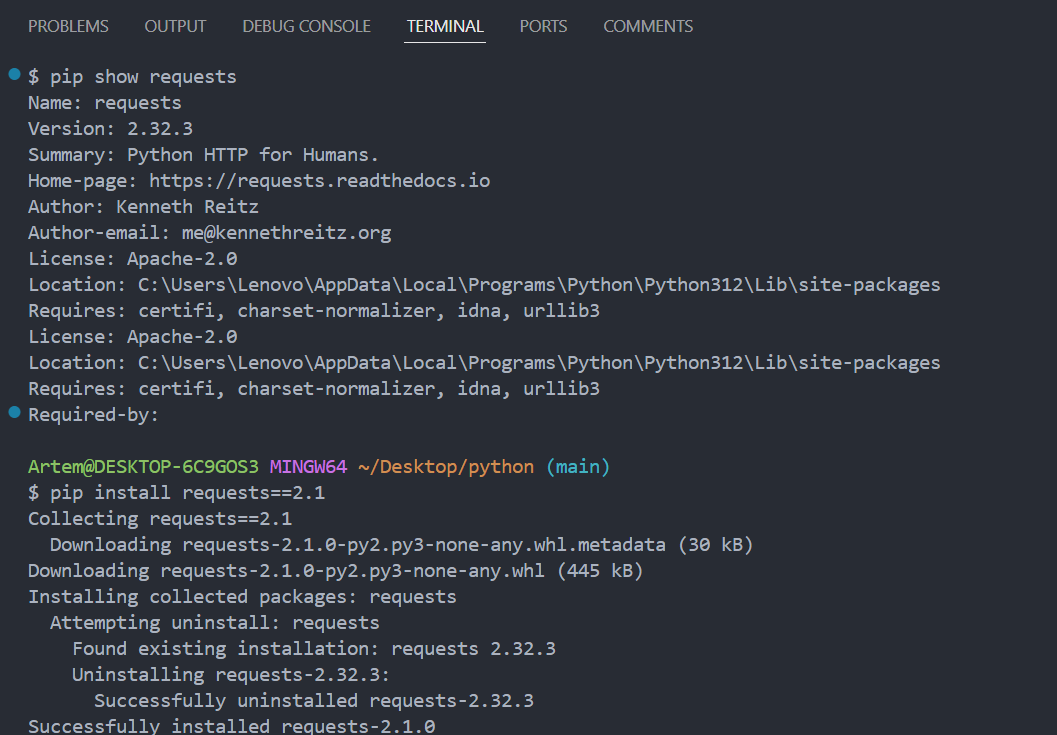 PROBLEMS OUTPUT DEBUG CONSOLE TERMINAL PORTS COMMENTS
$ pip show requests
Name: requests
Version: 2.32.3
Summary: Python HTTP for Humans.
Home-page: https://requests.readthedocs.io
Author: Kenneth Reitz
Author-email: me@kennethreitz.org
License: Apache-2.0
Location: C:\Users\Lenovo\AppData\Local\Programs\Python\Python312\Lib\site-packages
Requires: certifi, charset-normalizer, idna, urllib3
License: Apache-2.0
Location: C:\Users\Lenovo\AppData\Local\Programs\Python\Python312\Lib\site-packages
Requires: certifi, charset-normalizer, idna, urllib3
Required-by:
Artem@DESKTOP-6C9GOS3 MINGW64 ~/Desktop/python (main)
$ pip install requests==2.1
Collecting requests==2.1
  Downloading requests-2.1.0-py2.py3-none-any.whl.metadata (30 kB)
Downloading requests-2.1.0-py2.py3-none-any.whl (445 kB)
Installing collected packages: requests
  Attempting uninstall: requests
    Found existing installation: requests 2.32.3
    Uninstalling requests-2.32.3:
      Successfully uninstalled requests-2.32.3
Successfully installed requests-2.1.0